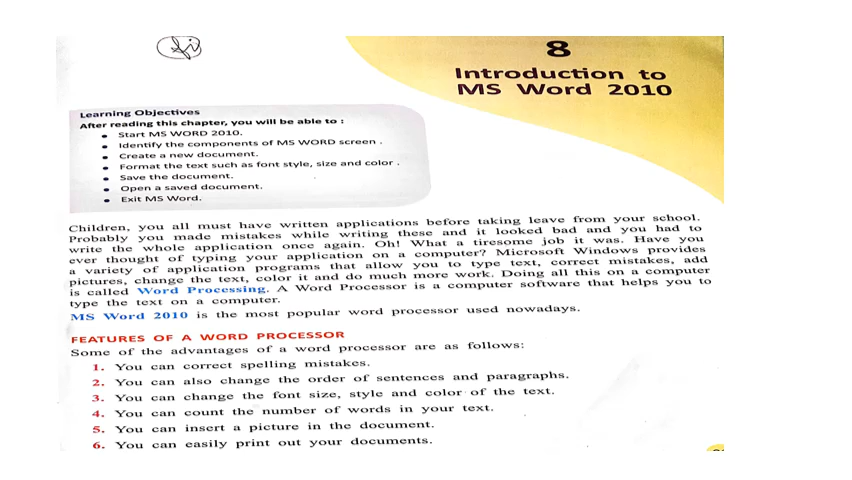 8
Introduction to
MS Word 2010
Learning Objectives
After reading this chapter, you will be able to :
• Start MS WORD 2010.
• Identify the components of MS WORD screen .
• Create a new document.
• Format the text such as font style, size and color .
• Save the document.
• Open a saved document.
• Exit MS Word.
Children, you all must have written applications before taking leave from your school.
Probably you made mistakes while writing these and it looked bad and you had to
write the whole application once again. Oh! What a tiresome job it was. Have you
ever thought of typing your application on a computer? Microsoft Windows provides
a variety of application programs that allow you to type text, correct mistakes, add
pictures, change the text, color it and do much more work. Doing all this on a computer
is called Word Processing. A Word Processor is a computer software that helps you to
type the text on a computer.
MS Word 2010 is the most popular word processor used nowadays.
FEATURES OF A WORD PROCESSOR
Some of the advantages of a word processor are as follows:
1. You can correct spelling mistakes.
2. You can also change the order of sentences and paragraphs.
3. You can change the font size, style and color of the text.
4. You can count the number of words in your text.
5. You can insert a picture in the document.
6. You can easily print out your documents.